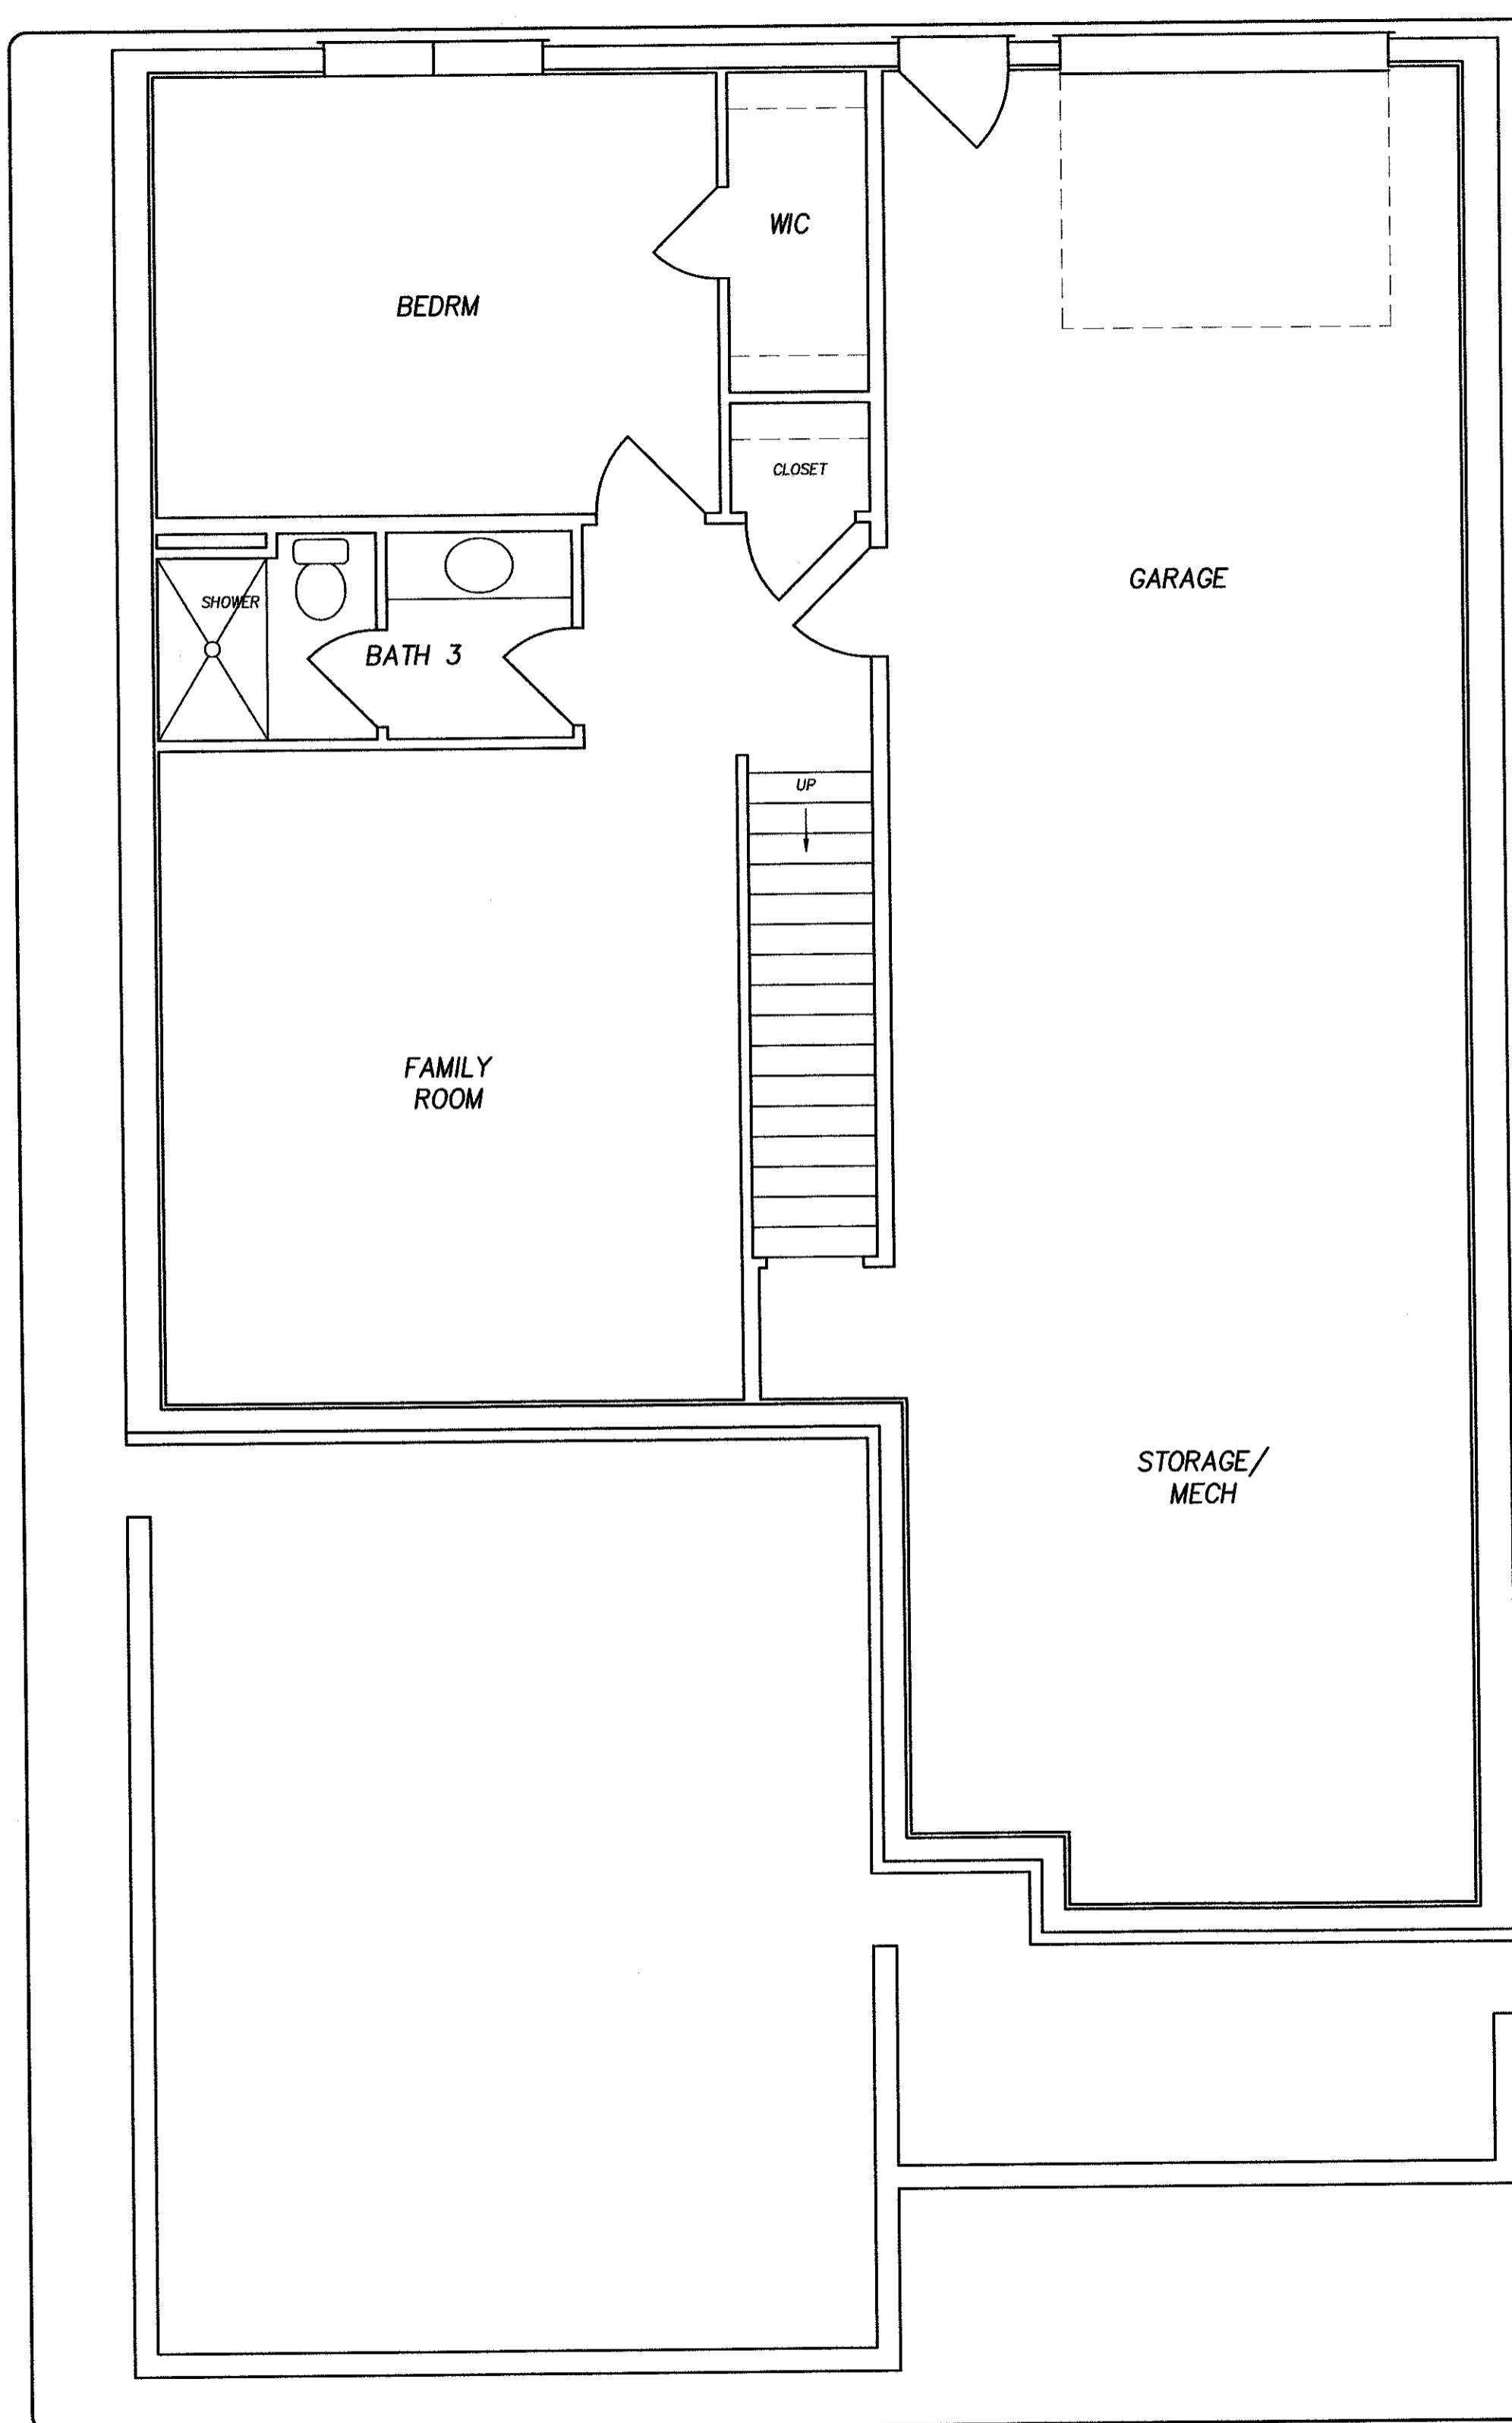 WIC
BEDRM
CLOSET
GARAGE
SHOWER
BATH 3
UP
FAMILY
ROOM
STORAGE/
MECH